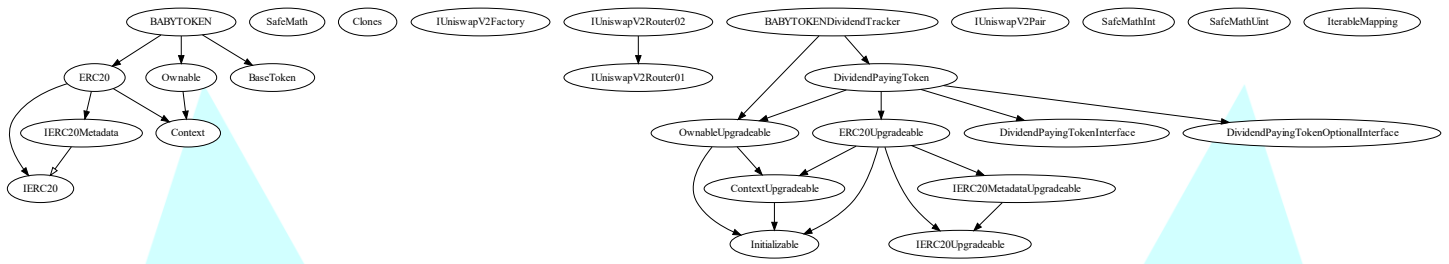 BABYTOKEN
SafeMath
Clones
IUniswapV2Factory
IUniswapV2Router02
BABYTOKENDividendTracker
IUniswapV2Pair
SafeMathInt
SafeMathUint
IterableMapping
ERC20
Ownable
BaseToken
IUniswapV2Router01
DividendPayingToken
IERC20Metadata
Context
OwnableUpgradeable
ERC20Upgradeable
DividendPayingTokenInterface
DividendPayingTokenOptionalInterface
IERC20
ContextUpgradeable
IERC20MetadataUpgradeable
Initializable
IERC20Upgradeable